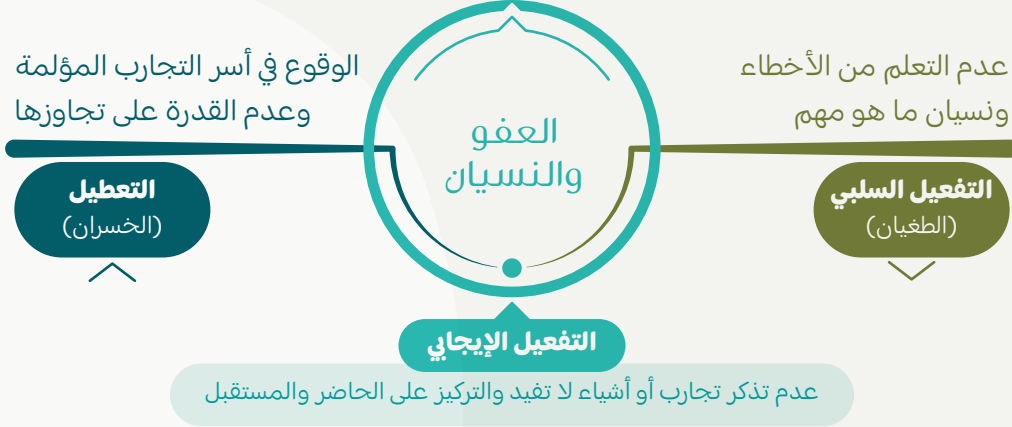 عدم التعلم من الأخطاء
ونسيان ما هو مهم
التفعيل السلبي
(الطغيان)
العفو
والنسيان
الوقوع في أسر التجارب المؤلمة
وعدم القدرة على تجاوزها
التعطيل
(الخسران)
التفعيل الإيجابي
عدم تذكر تجارب أو أشياء لا تفيد والتركيز على الحاضر والمستقبل